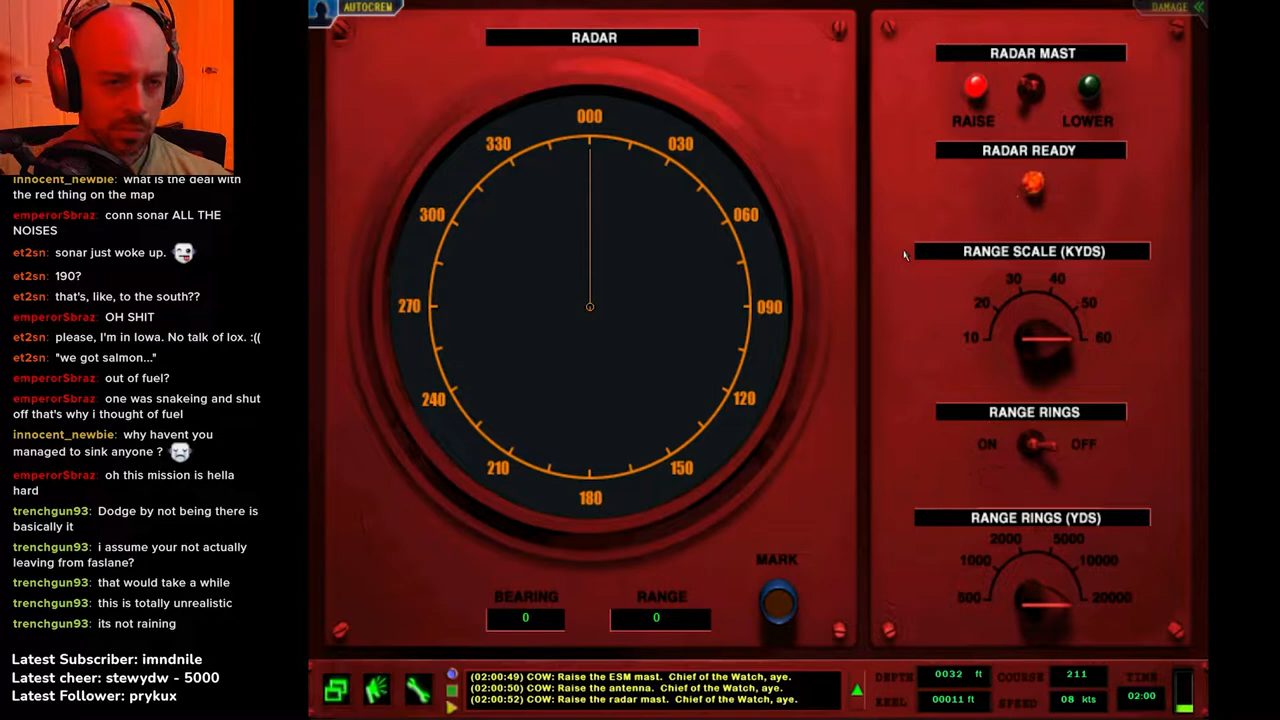 innocent_newbie: what is the deal with
the red thing on the map
emperorSbraz: conn sonar ALL THE
NOISES
et2sn: sonar just woke up.
et2sn: 190?
et2sn: that's, like, to the south??
emperorSbraz: OH SHIT
et2sn: please, I'm in Iowa. No talk of lox. :((
et2sn: "we got salmon..."
emperorSbraz: out of fuel?
emperorSbraz: one was snakeing and shut
off that's why i thought of fuel
innocent_newbie: why havent you
managed to sink anyone ?
emperorSbraz: oh this mission is hella
hard
trenchgun93: Dodge by not being there is
basically it
trenchgun93: i assume your not actually
leaving from faslane?
trenchgun93: that would take a while
trenchgun93: this is totally unrealistic
trenchgun93: its not raining
Latest Subscriber: imndnile
Latest cheer: stewydw - 5000
Latest Follower: prykux
AUTOCREW
RADAR
000
030
060
090
120
150
180
210
240
270
300
330
BEARING
0
RANGE
0
MARK
DAMAGE
RADAR MAST
RAISE
LOWER
RADAR READY
RANGE SCALE (KYDS)
10
20
30
40
50
60
RANGE RINGS
ON
OFF
RANGE RINGS (YDS)
500
1000
2000
5000
10000
20000
(02:00:49) COW: Raise the ESM mast. Chief of the Watch, aye.
(02:00:50) COW: Raise the antenna. Chief of the Watch, aye.
(02:00:52) COW: Raise the radar mast. Chief of the Watch, aye.
DEPTH 0032 ft COURSE 211 TIME
REEL 00011 ft SPEED 08 kts 02:00